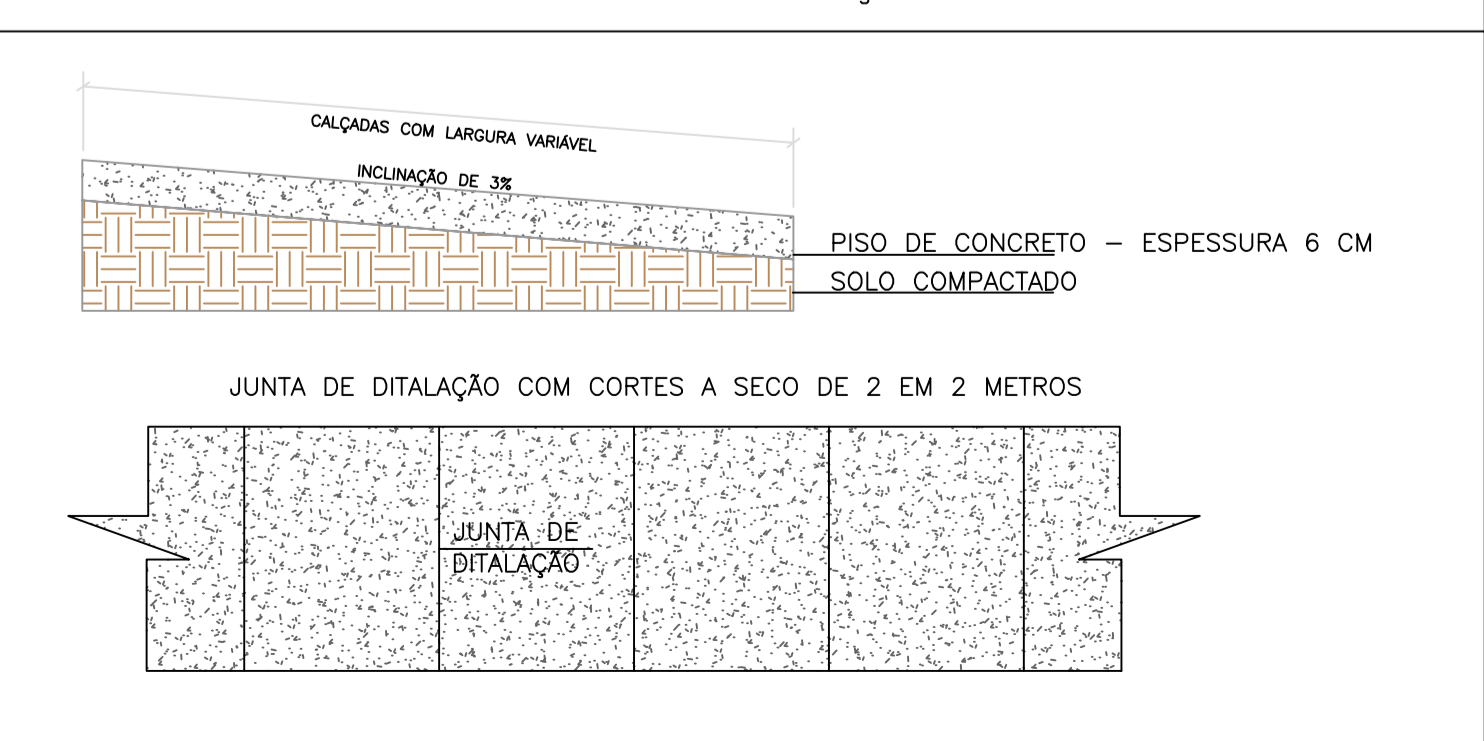 CALÇADAS COM LARGURA VARIÁVEL
INCLINAÇÃO DE 3%
PISO DE CONCRETO – ESPESSURA 6 CM
SOLO COMPACTADO
JUNTA DE DITALAÇÃO COM CORTES A SECO DE 2 EM 2 METROS
JUNTA DE
DITALAÇÃO